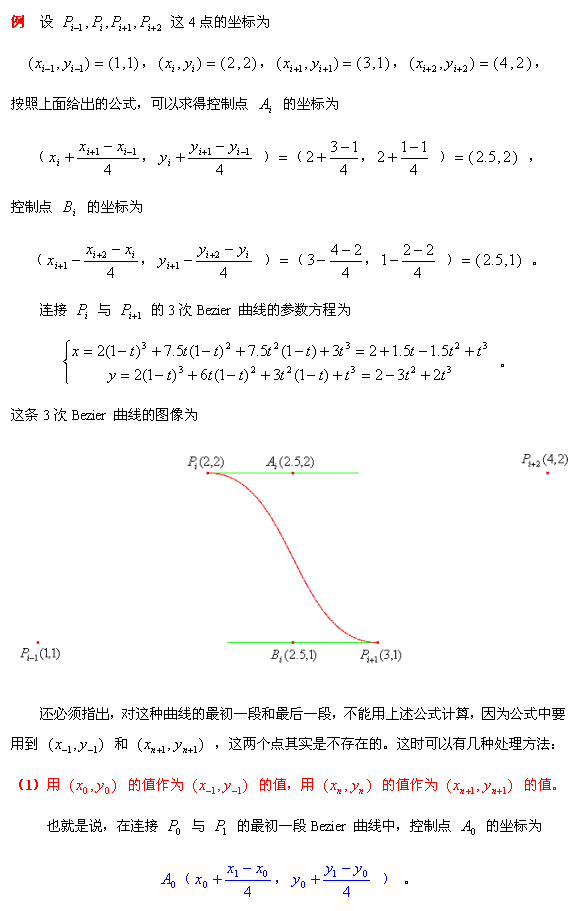 例 设 P_{i-1}, P_i, P_{i+1}, P_{i+2} 这 4 点的坐标为
(x_{i-1}, y_{i-1}) = (1,1)，(x_i, y_i) = (2,2)，(x_{i+1}, y_{i+1}) = (3,1)，(x_{i+2}, y_{i+2}) = (4,2)，
按照上面给出的公式，可以求得控制点 A_i 的坐标为
（x_i + \frac{x_{i+1} - x_{i-1}}{4}，y_i + \frac{y_{i+1} - y_{i-1}}{4}）=（2 + \frac{3-1}{4}，2 + \frac{1-1}{4}）= (2.5, 2)，
控制点 B_i 的坐标为
（x_{i+1} - \frac{x_{i+2} - x_i}{4}，y_{i+1} - \frac{y_{i+2} - y_i}{4}）=（3 - \frac{4-2}{4}，1 - \frac{2-2}{4}）= (2.5, 1)。
连接 P_i 与 P_{i+1} 的 3 次 Bezier 曲线的参数方程为
{ x = 2(1-t)^3 + 7.5t(1-t)^2 + 7.5t^2(1-t) + 3t^3 = 2 + 1.5t - 1.5t^2 + t^3
y = 2(1-t)^3 + 6t(1-t)^2 + 3t^2(1-t) + t^3 = 2 - 3t^2 + 2t^3 。
这条 3 次 Bezier 曲线的图像为
P_i(2,2) A_i(2.5,2) P_{i+2}(4,2)
P_{i-1}(1,1) B_i(2.5,1) P_{i+1}(3,1)
还必须指出，对这种曲线的最初一段和最后一段，不能用上述公式计算，因为公式中要
用到 (x_{-1}, y_{-1}) 和 (x_{n+1}, y_{n+1})，这两个点其实是不存在的。这时可以有几种处理方法：
（1）用 (x_0, y_0) 的值作为 (x_{-1}, y_{-1}) 的值，用 (x_n, y_n) 的值作为 (x_{n+1}, y_{n+1}) 的值。
也就是说，在连接 P_0 与 P_1 的最初一段 Bezier 曲线中，控制点 A_0 的坐标为
A_0（x_0 + \frac{x_1 - x_0}{4}，y_0 + \frac{y_1 - y_0}{4}）。